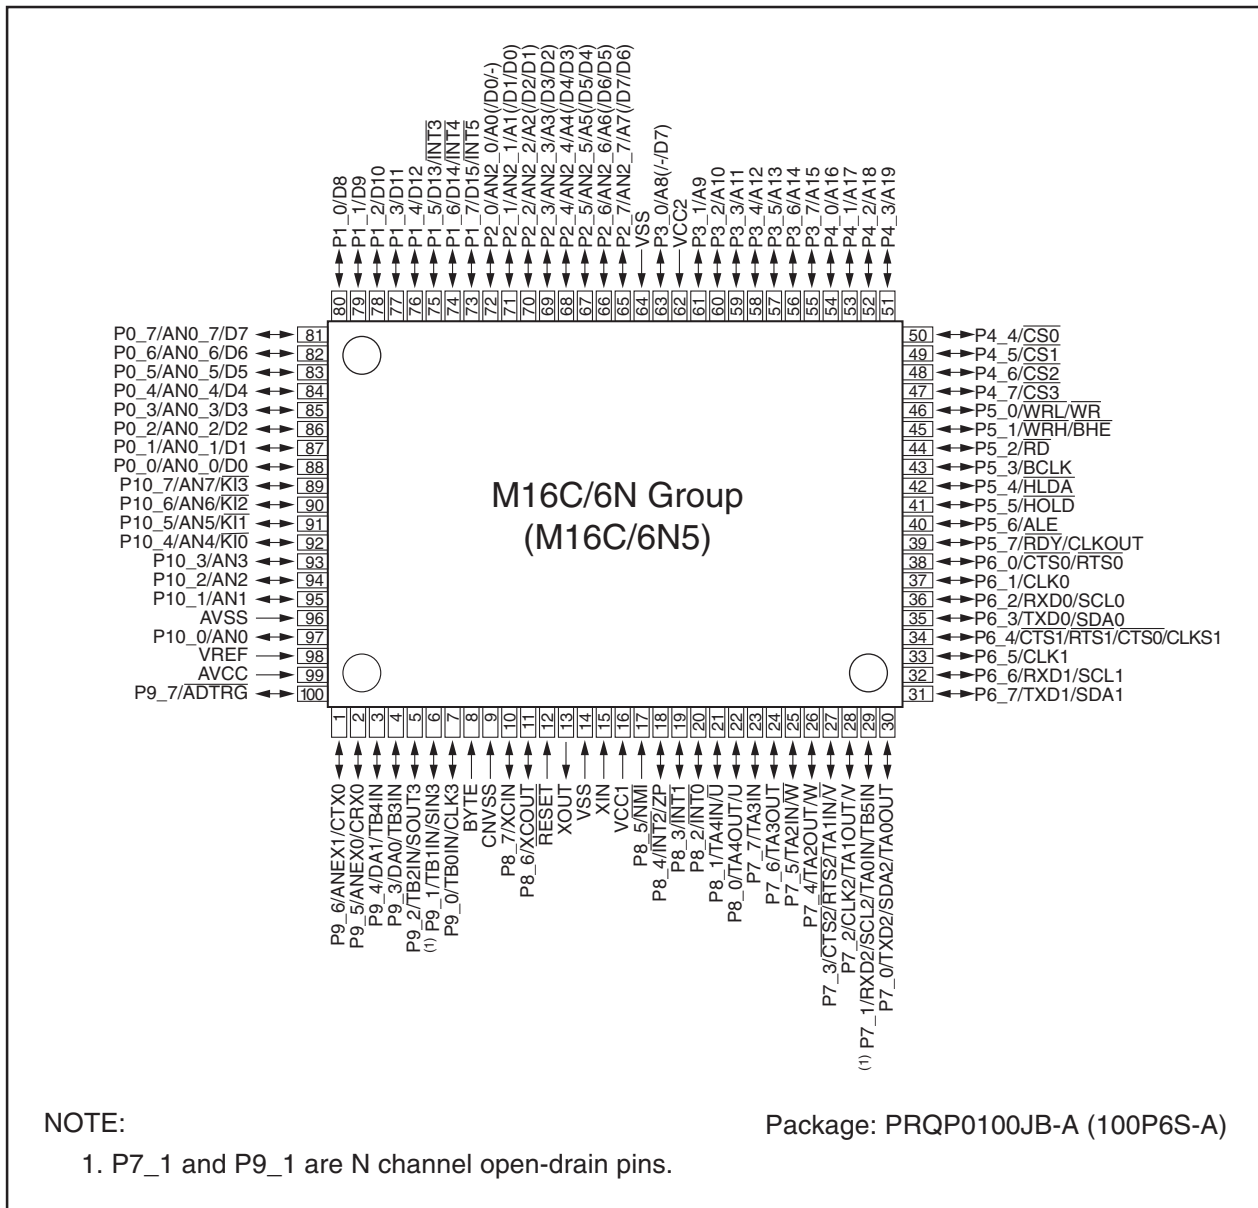 P1_0/D8
P1_1/D9
P1_2/D10
P1_3/D11
P1_4/D12
P1_5/D13/INT3
P1_6/D14/INT4
P1_7/D15/INT5
P2_0/AN2_0/A0(/D0/-)
P2_1/AN2_1/A1(/D1/D0)
P2_2/AN2_2/A2(/D2/D1)
P2_3/AN2_3/A3(/D3/D2)
P2_4/AN2_4/A4(/D4/D3)
P2_5/AN2_5/A5(/D5/D4)
P2_6/AN2_6/A6(/D6/D5)
P2_7/AN2_7/A7(/D7/D6)
VSS
P3_0/A8(/-/D7)
VCC2
P3_1/A9
P3_2/A10
P3_3/A11
P3_4/A12
P3_5/A13
P3_6/A14
P3_7/A15
P4_0/A16
P4_1/A17
P4_2/A18
P4_3/A19
80 79 78 77 76 75 74 73 72 71 70 69 68 67 66 65 64 63 62 61 60 59 58 57 56 55 54 53 52 51
P0_7/AN0_7/D7 81
P0_6/AN0_6/D6 82
P0_5/AN0_5/D5 83
P0_4/AN0_4/D4 84
P0_3/AN0_3/D3 85
P0_2/AN0_2/D2 86
P0_1/AN0_1/D1 87
P0_0/AN0_0/D0 88
P10_7/AN7/KI3 89
P10_6/AN6/KI2 90
P10_5/AN5/KI1 91
P10_4/AN4/KI0 92
P10_3/AN3 93
P10_2/AN2 94
P10_1/AN1 95
AVSS 96
P10_0/AN0 97
VREF 98
AVCC 99
P9_7/ADTRG 100
M16C/6N Group
(M16C/6N5)
50 P4_4/CS0
49 P4_5/CS1
48 P4_6/CS2
47 P4_7/CS3
46 P5_0/WRL/WR
45 P5_1/WRH/BHE
44 P5_2/RD
43 P5_3/BCLK
42 P5_4/HLDA
41 P5_5/HOLD
40 P5_6/ALE
39 P5_7/RDY/CLKOUT
38 P6_0/CTS0/RTS0
37 P6_1/CLK0
36 P6_2/RXD0/SCL0
35 P6_3/TXD0/SDA0
34 P6_4/CTS1/RTS1/CTS0/CLKS1
33 P6_5/CLK1
32 P6_6/RXD1/SCL1
31 P6_7/TXD1/SDA1
1 2 3 4 5 6 7 8 9 10 11 12 13 14 15 16 17 18 19 20 21 22 23 24 25 26 27 28 29 30
P9_6/ANEX1/CTX0
P9_5/ANEX0/CRX0
P9_4/DA1/TB4IN
P9_3/DA0/TB3IN
P9_2/TB2IN/SOUT3
(1) P9_1/TB1IN/SIN3
P9_0/TB0IN/CLK3
BYTE
CNVSS
P8_7/XCIN
P8_6/XCOUT
RESET
XOUT
VSS
XIN
VCC1
P8_5/NMI
P8_4/INT2/ZP
P8_3/INT1
P8_2/INT0
P8_1/TA4IN/U
P8_0/TA4OUT/U
P7_7/TA3IN
P7_6/TA3OUT
P7_5/TA2IN/W
P7_4/TA2OUT/W
P7_3/CTS2/RTS2/TA1IN/V
P7_2/CLK2/TA1OUT/V
(1) P7_1/RXD2/SCL2/TA0IN/TB5IN
P7_0/TXD2/SDA2/TA0OUT
NOTE:
1. P7_1 and P9_1 are N channel open-drain pins.
Package: PRQP0100JB-A (100P6S-A)